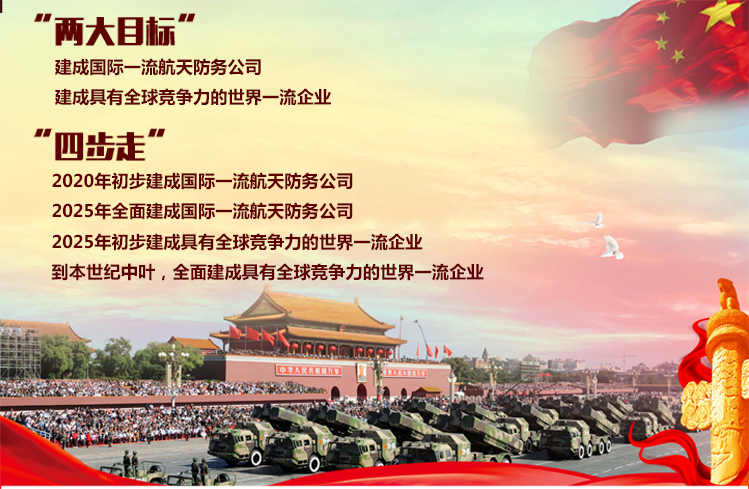 "两大目标"
建成国际一流航天防务公司
建成具有全球竞争力的世界一流企业
"四步走"
2020年初步建成国际一流航天防务公司
2025年全面建成国际一流航天防务公司
2025年初步建成具有全球竞争力的世界一流企业
到本世纪中叶，全面建成具有全球竞争力的世界一流企业
中华人民共和国万岁